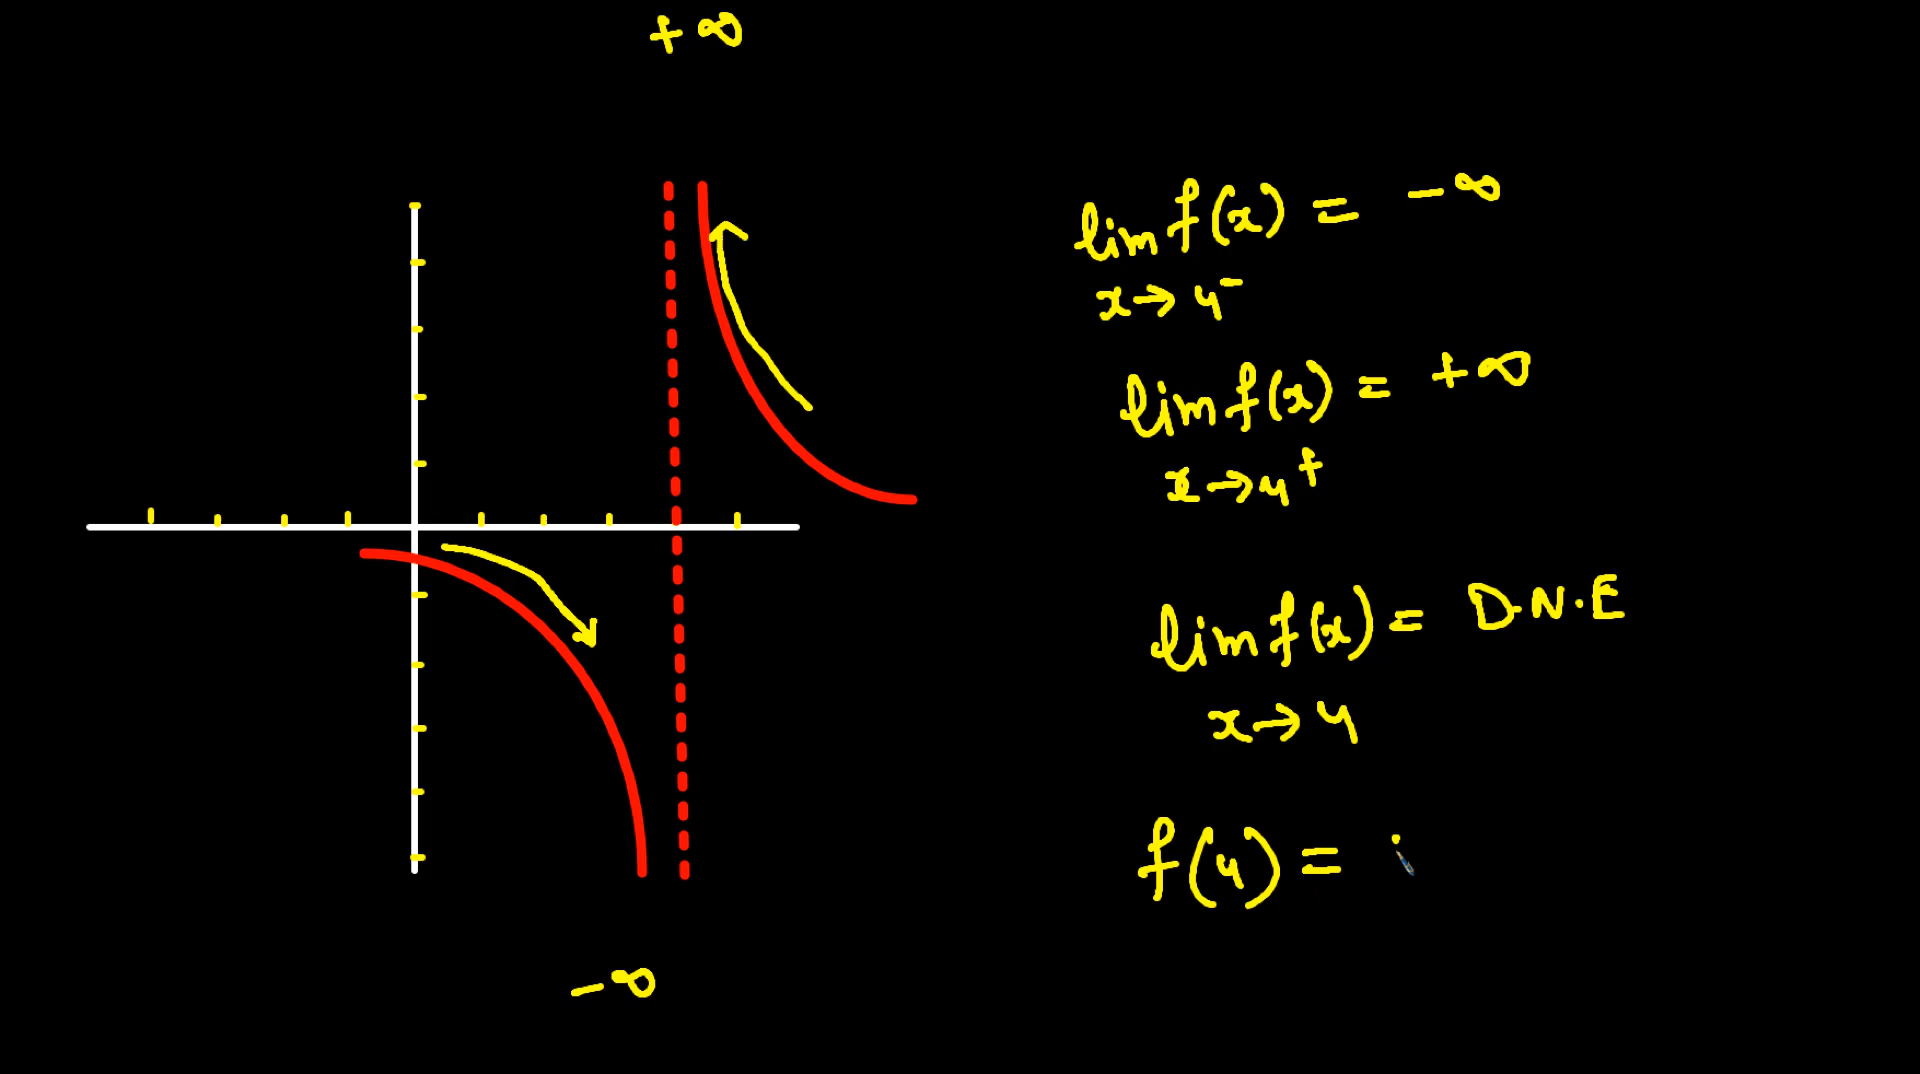 + ∞
lim f(x) = - ∞
x → 4⁻
lim f(x) = + ∞
x → 4⁺
lim f(x) = D.N.E
x → 4
f(4) =
- ∞